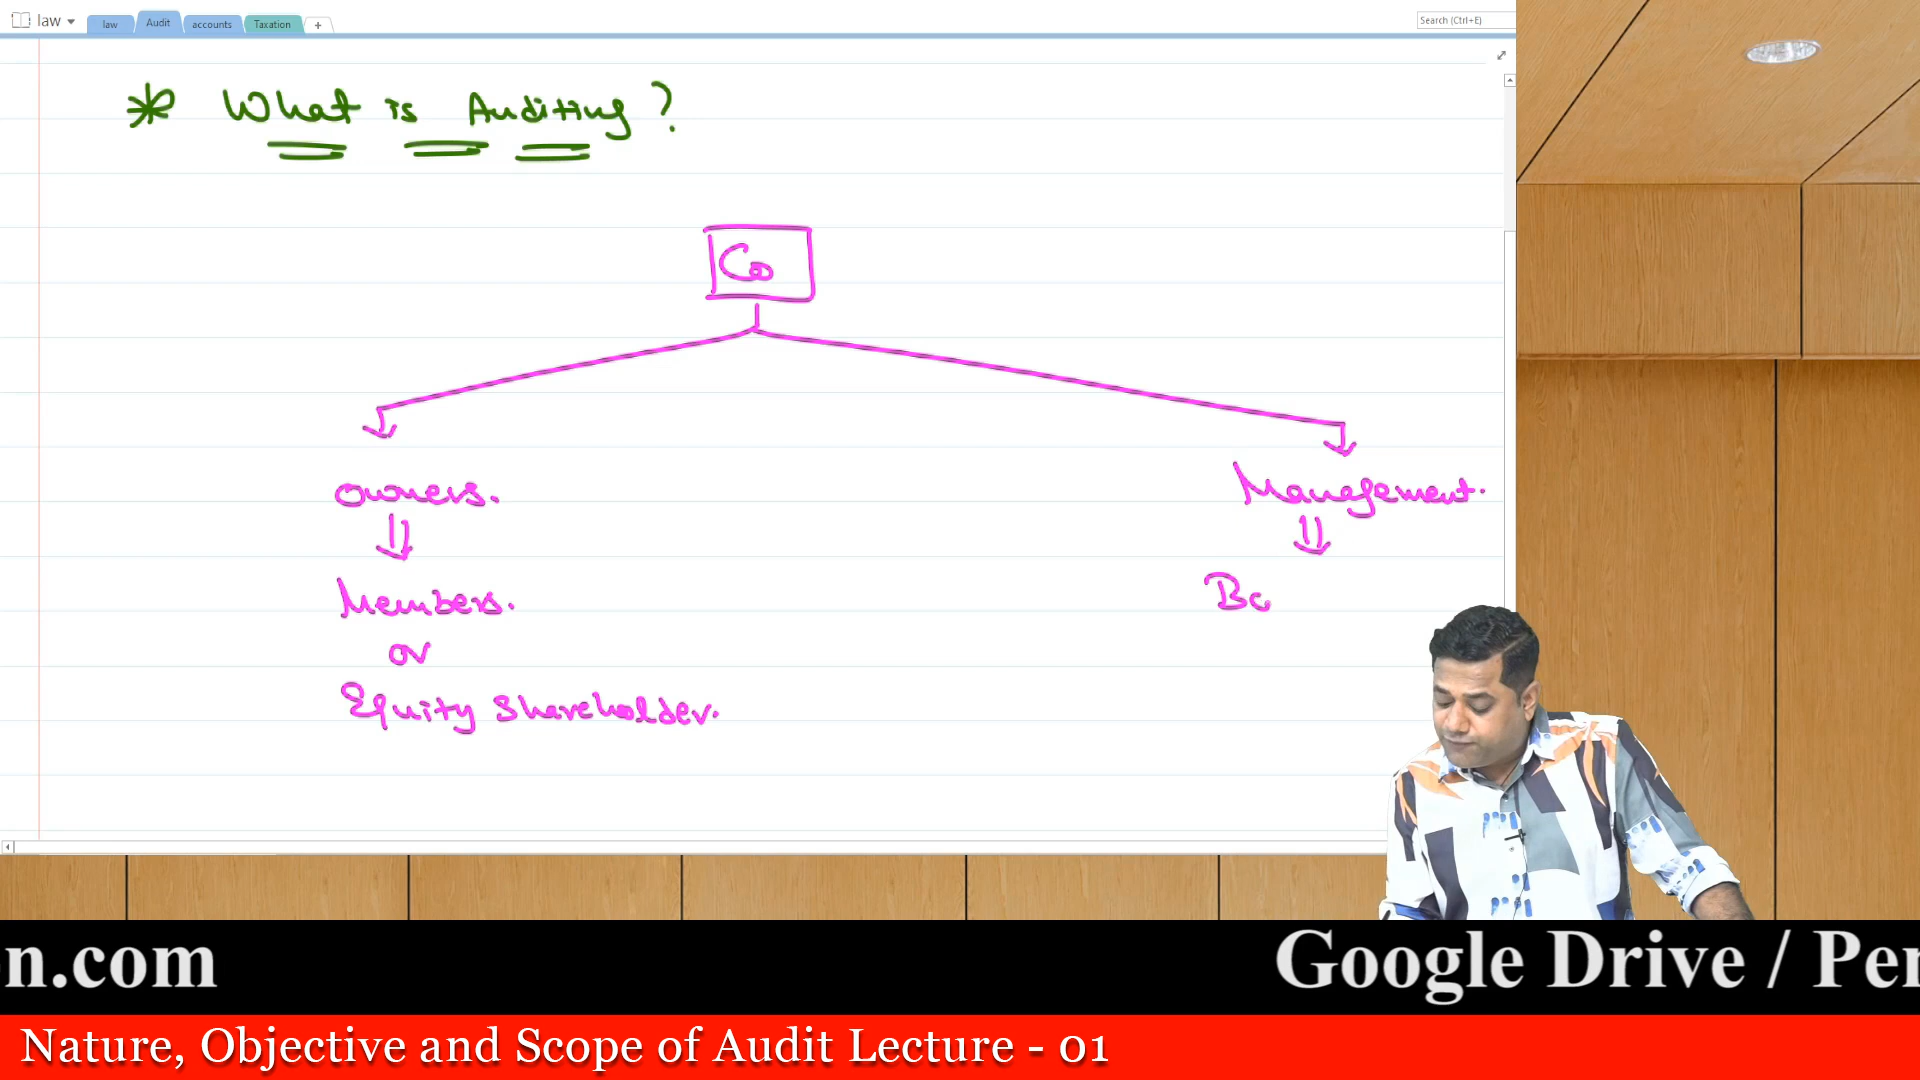 law
law Audit accounts Taxation +
Search (Ctrl+E)
* What is Auditing?
Co
Owners.
Management.
Members.
Bo
or
Equity Shareholder.
n.com
Google Drive / Per
Nature, Objective and Scope of Audit Lecture - 01